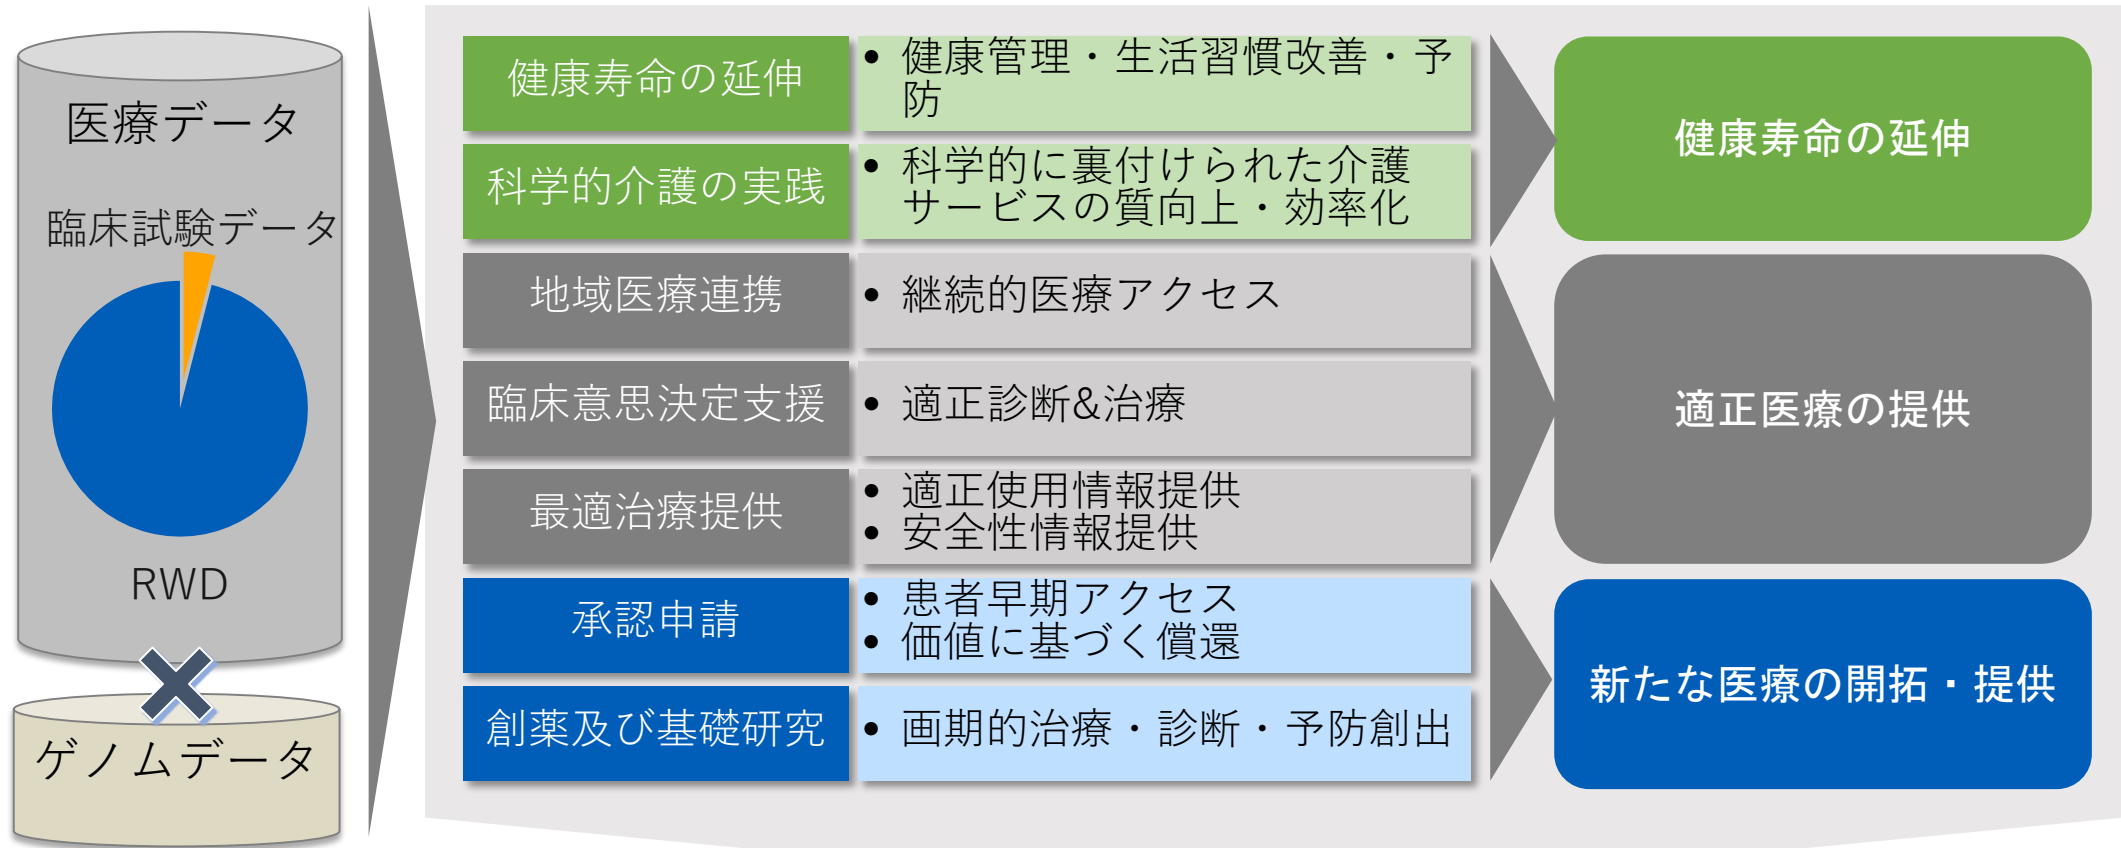 医療データ
臨床試験データ
RWD
ゲノムデータ
健康寿命の延伸
• 健康管理・生活習慣改善・予
防
科学的介護の実践
• 科学的に裏付けられた介護
サービスの質向上・効率化
地域医療連携
• 継続的医療アクセス
臨床意思決定支援
• 適正診断&治療
最適治療提供
• 適正使用情報提供
• 安全性情報提供
承認申請
• 患者早期アクセス
• 価値に基づく償還
創薬及び基礎研究
• 画期的治療・診断・予防創出
健康寿命の延伸
適正医療の提供
新たな医療の開拓・提供